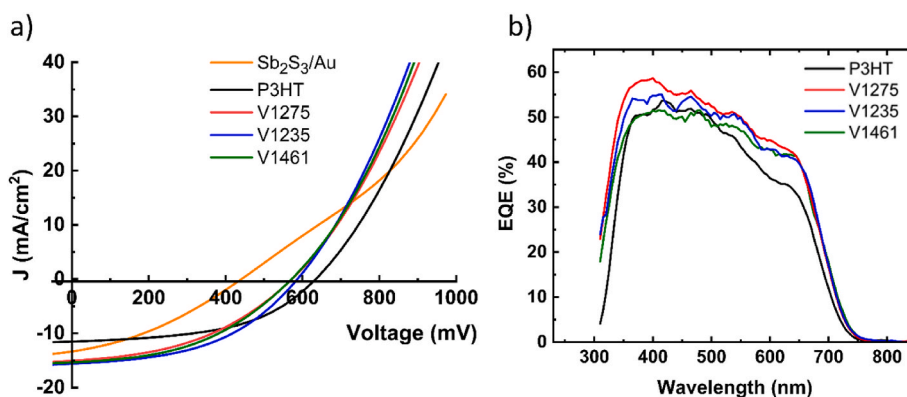 a)
40
30
20
10
0
-10
-20
J (mA/cm²)
Sb₂S₃/Au
P3HT
V1275
V1235
V1461
0
200
400
600
800
1000
Voltage (mV)
b)
60
50
40
30
20
10
0
EQE (%)
P3HT
V1275
V1235
V1461
300
400
500
600
700
800
Wavelength (nm)